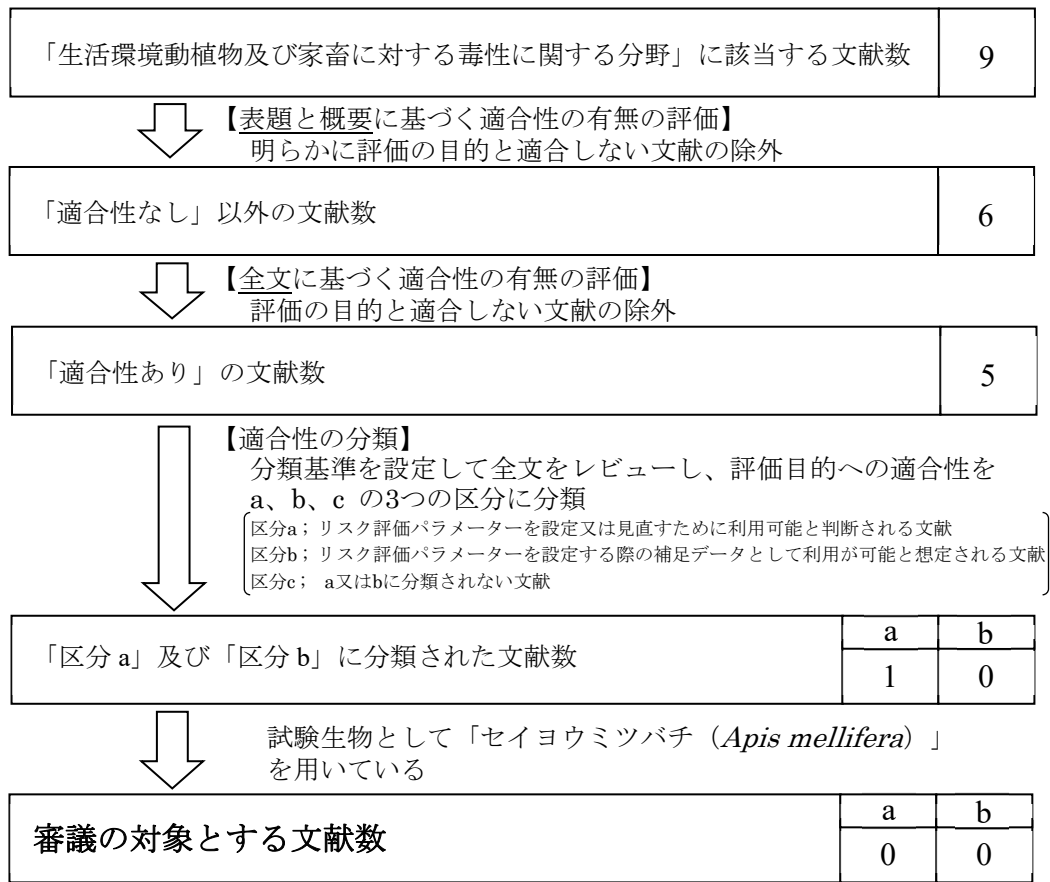 「生活環境動植物及び家畜に対する毒性に関する分野」に該当する文献数 9
【表題と概要に基づく適合性の有無の評価】
明らかに評価の目的と適合しない文献の除外
「適合性なし」以外の文献数 6
【全文に基づく適合性の有無の評価】
評価の目的と適合しない文献の除外
「適合性あり」の文献数 5
【適合性の分類】
分類基準を設定して全文をレビューし、評価目的への適合性を
a、b、c の3つの区分に分類
区分a；リスク評価パラメーターを設定又は見直すために利用可能と判断される文献
区分b；リスク評価パラメーターを設定する際の補足データとして利用が可能と想定される文献
区分c； a又はbに分類されない文献
a b
「区分 a」及び「区分 b」に分類された文献数
1 0
試験生物として「セイヨウミツバチ（Apis mellifera）」
を用いている
a b
審議の対象とする文献数
0 0